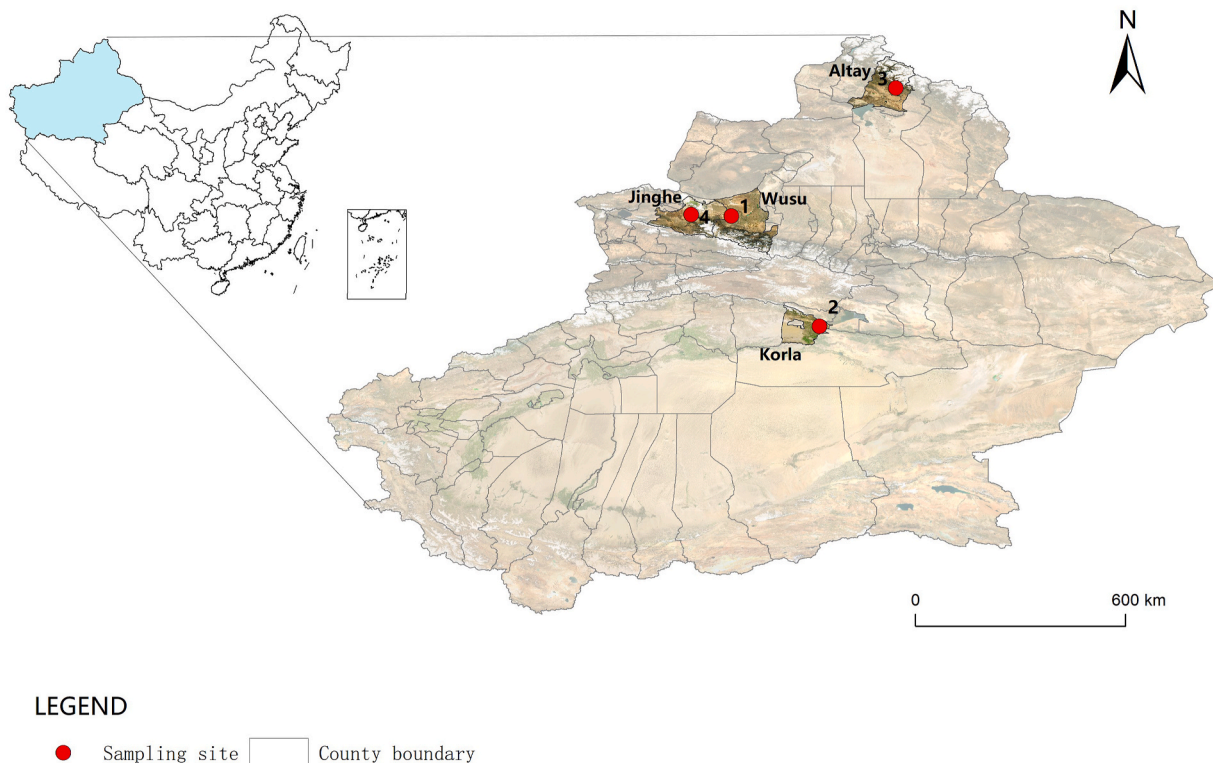 N
Altay
3
Jinghe
1
Wusu
4
2
Korla
0
600 km
LEGEND
Sampling site
County boundary